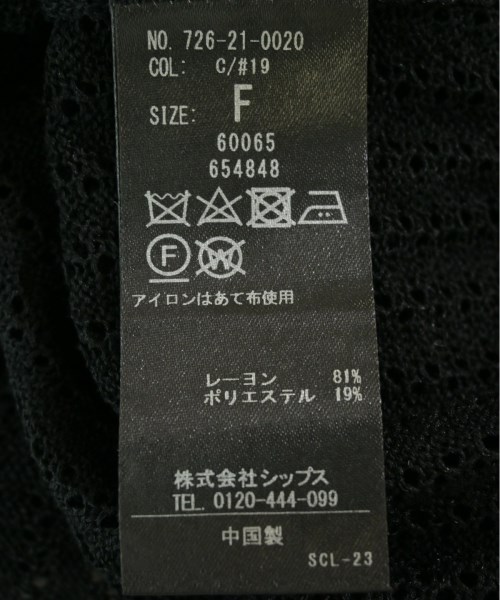 NO. 726-21-0020
COL: C/#19
SIZE: F
60065
654848
F W
アイロンはあて布使用
レーヨン 81%
ポリエステル 19%
株式会社シップス
TEL. 0120-444-099
中国製
SCL-23